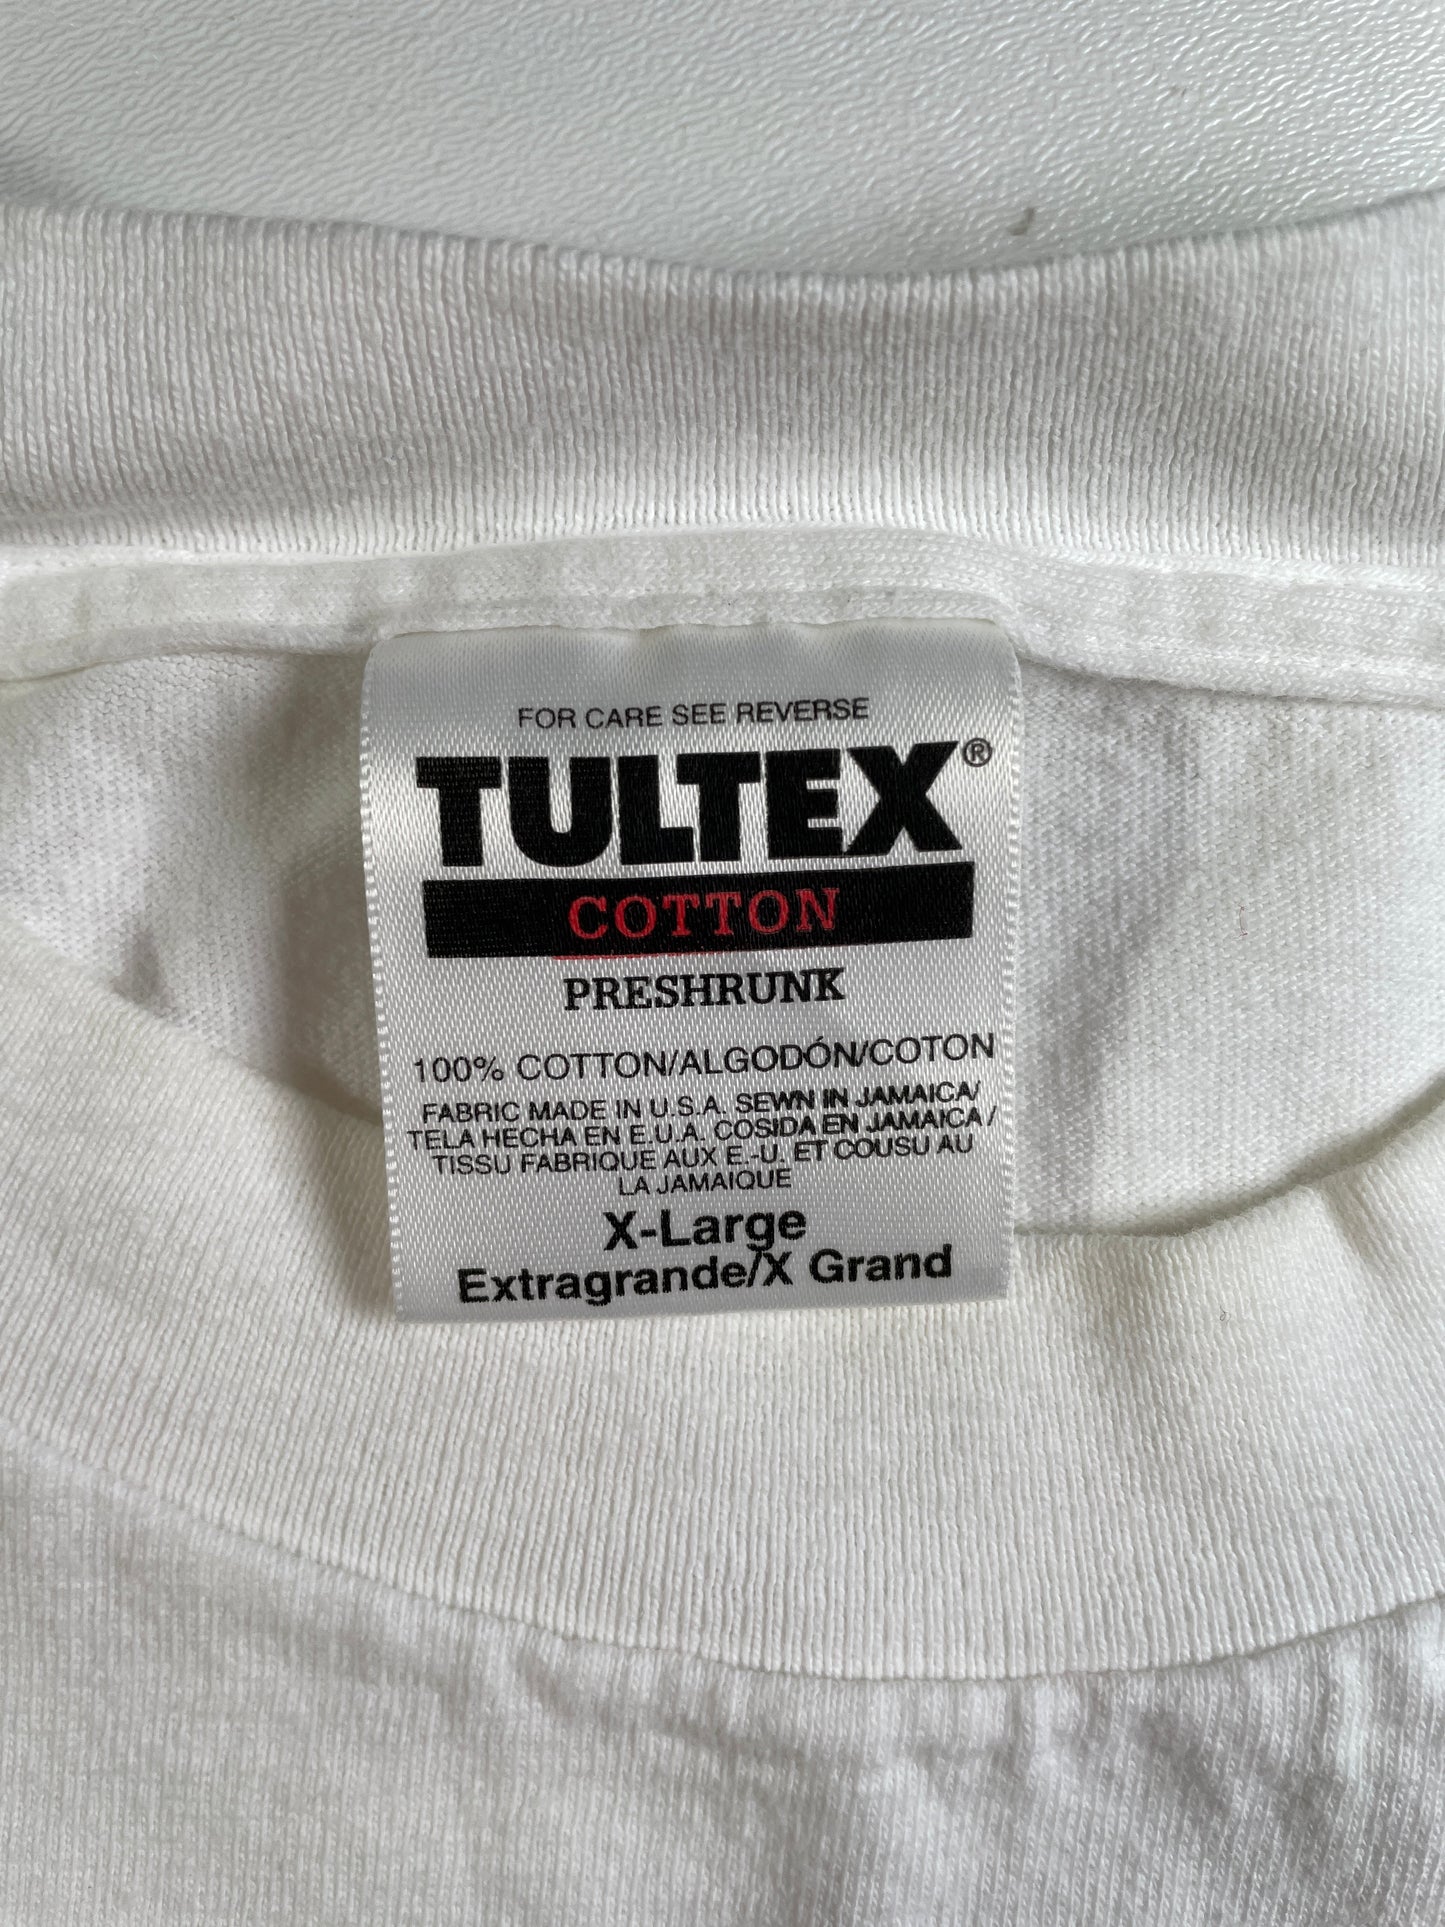 FOR CARE SEE REVERSE
TULTEX®
COTTON
PRESHRUNK
100% COTTON/ALGODÓN/COTON
FABRIC MADE IN U.S.A. SEWN IN JAMAICA/
TELA HECHA EN E.U.A. COSIDA EN JAMAICA/
TISSU FABRIQUE AUX E.-U. ET COUSU AU
LA JAMAIQUE
X-Large
Extragrande/X Grand